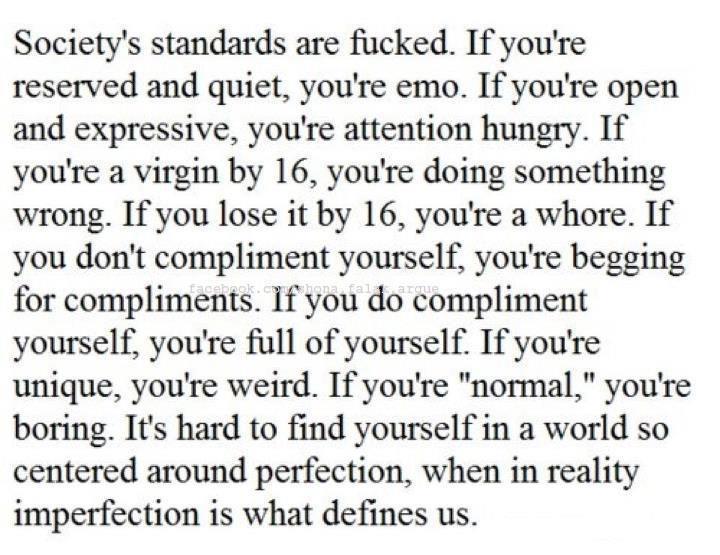 Society's standards are fucked. If you're
reserved and quiet, you're emo. If you're open
and expressive, you're attention hungry. If
you're a virgin by 16, you're doing something
wrong. If you lose it by 16, you're a whore. If
you don't compliment yourself, you're begging
for compliments. If you do compliment
yourself, you're full of yourself. If you're
unique, you're weird. If you're "normal," you're
boring. It's hard to find yourself in a world so
centered around perfection, when in reality
imperfection is what defines us.